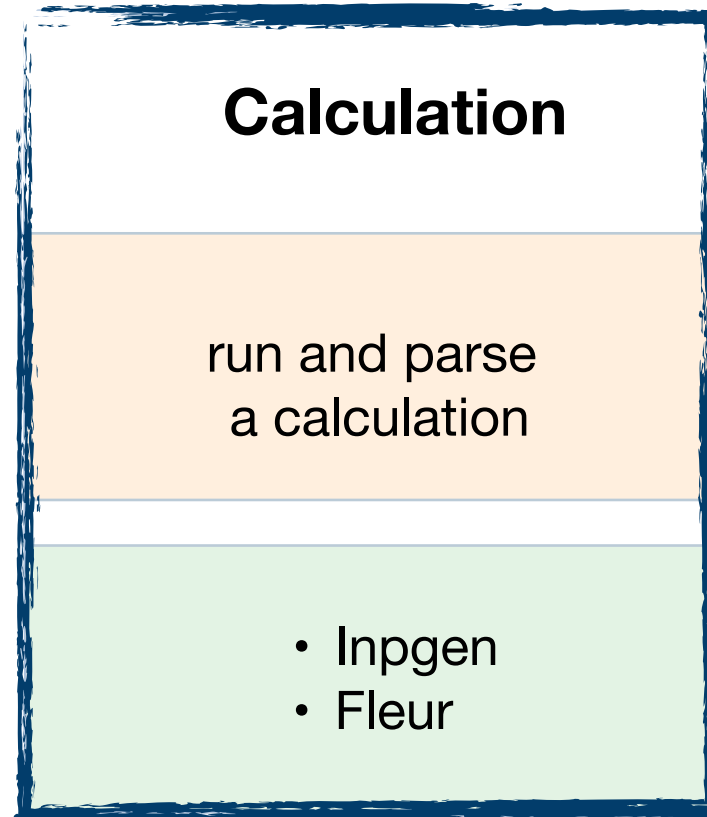 Calculation
run and parse
a calculation
• Inpgen
• Fleur